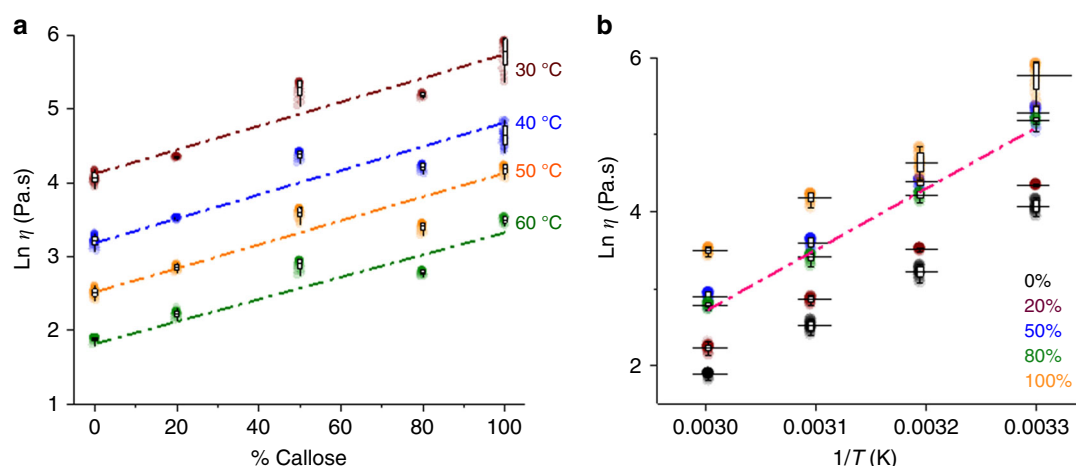 a
Ln η (Pa.s)
6
5
4
3
2
1
0
20
40
60
80
100
% Callose
30 °C
40 °C
50 °C
60 °C
b
Ln η (Pa.s)
6
4
2
0.0030
0.0031
0.0032
0.0033
1/T (K)
0%
20%
50%
80%
100%